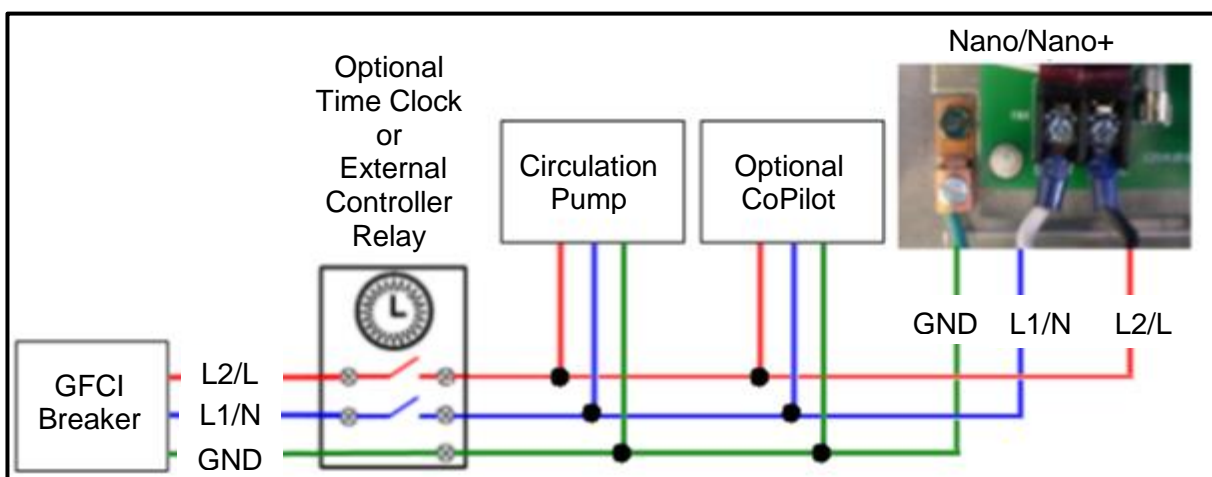 Nano/Nano+
Optional
Time Clock
or
External
Controller
Relay
Circulation
Pump
Optional
CoPilot
GND L1/N L2/L
GFCI
Breaker
L2/L
L1/N
GND